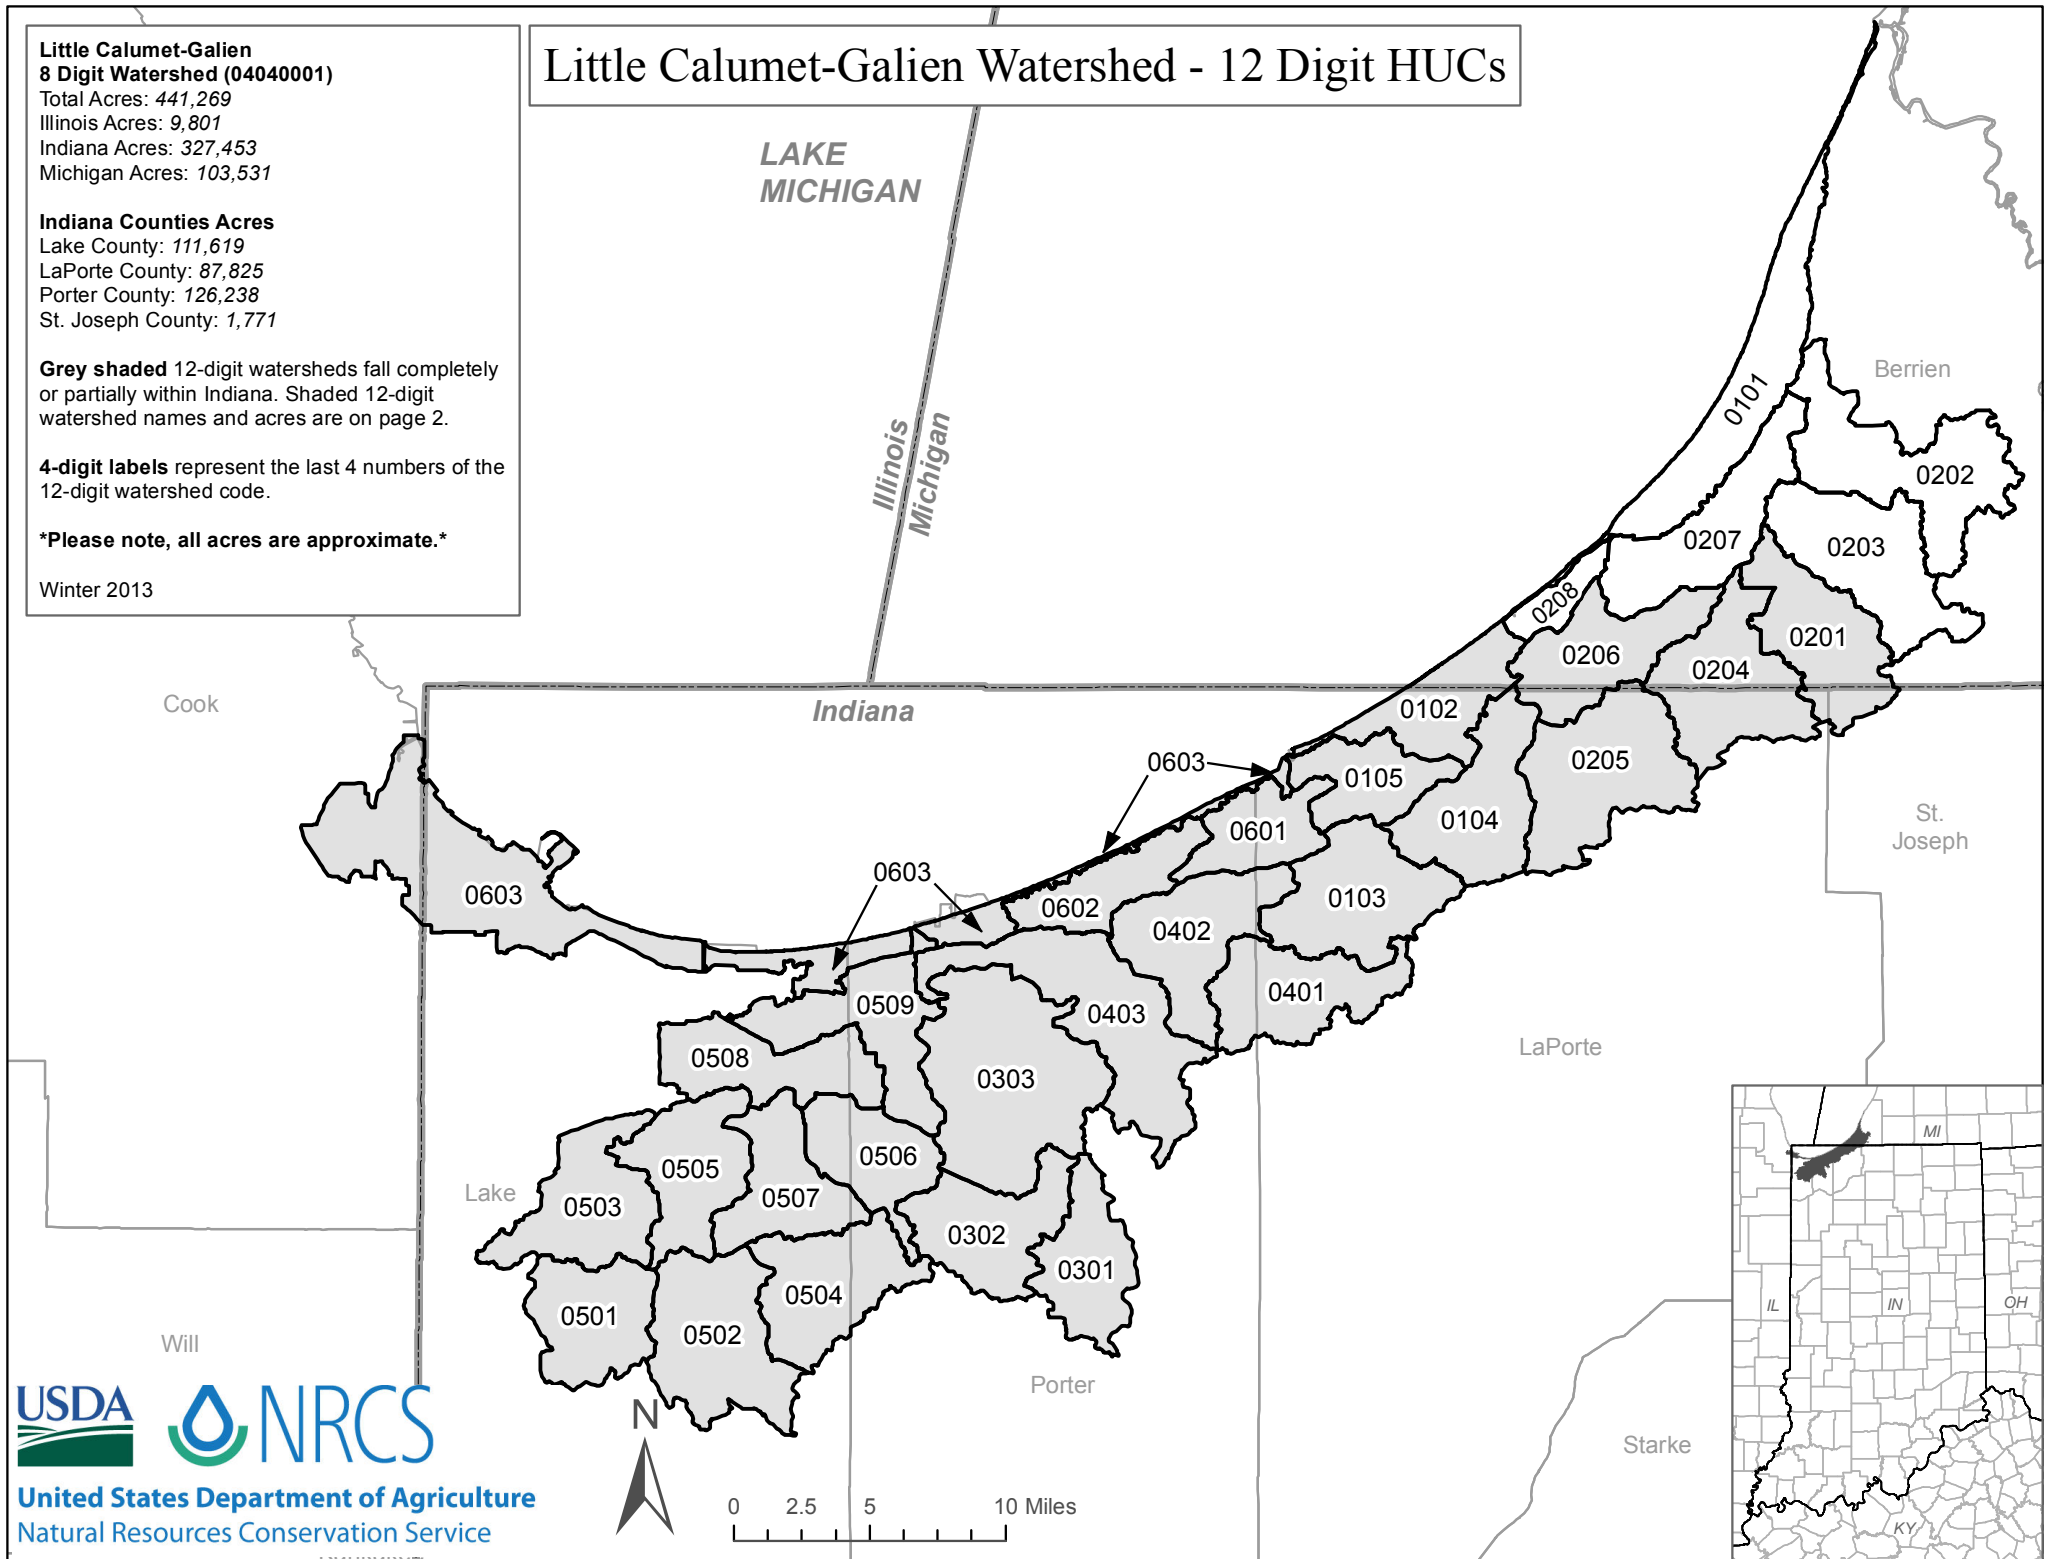 Little Calumet-Galien
8 Digit Watershed (04040001)
Total Acres: 441,269
Illinois Acres: 9,801
Indiana Acres: 327,453
Michigan Acres: 103,531
Indiana Counties Acres
Lake County: 111,619
LaPorte County: 87,825
Porter County: 126,238
St. Joseph County: 1,771
Grey shaded 12-digit watersheds fall completely
or partially within Indiana. Shaded 12-digit
watershed names and acres are on page 2.
4-digit labels represent the last 4 numbers of the
12-digit watershed code.
*Please note, all acres are approximate.*
Winter 2013
Little Calumet-Galien Watershed - 12 Digit HUCs
LAKE
MICHIGAN
Illinois
Michigan
Indiana
Berrien
Cook
St.
Joseph
LaPorte
Lake
Will
Porter
Starke
0101
0202
0207
0203
0208
0201
0206
0204
0102
0603
0105
0205
0601
0104
0603
0603
0602
0103
0402
0401
0509
0403
0508
0303
0505
0506
0503
0507
0302
0301
0504
0501
0502
MI
IL
IN
OH
KY
USDA
NRCS
United States Department of Agriculture
Natural Resources Conservation Service
N
0 2.5 5 10 Miles